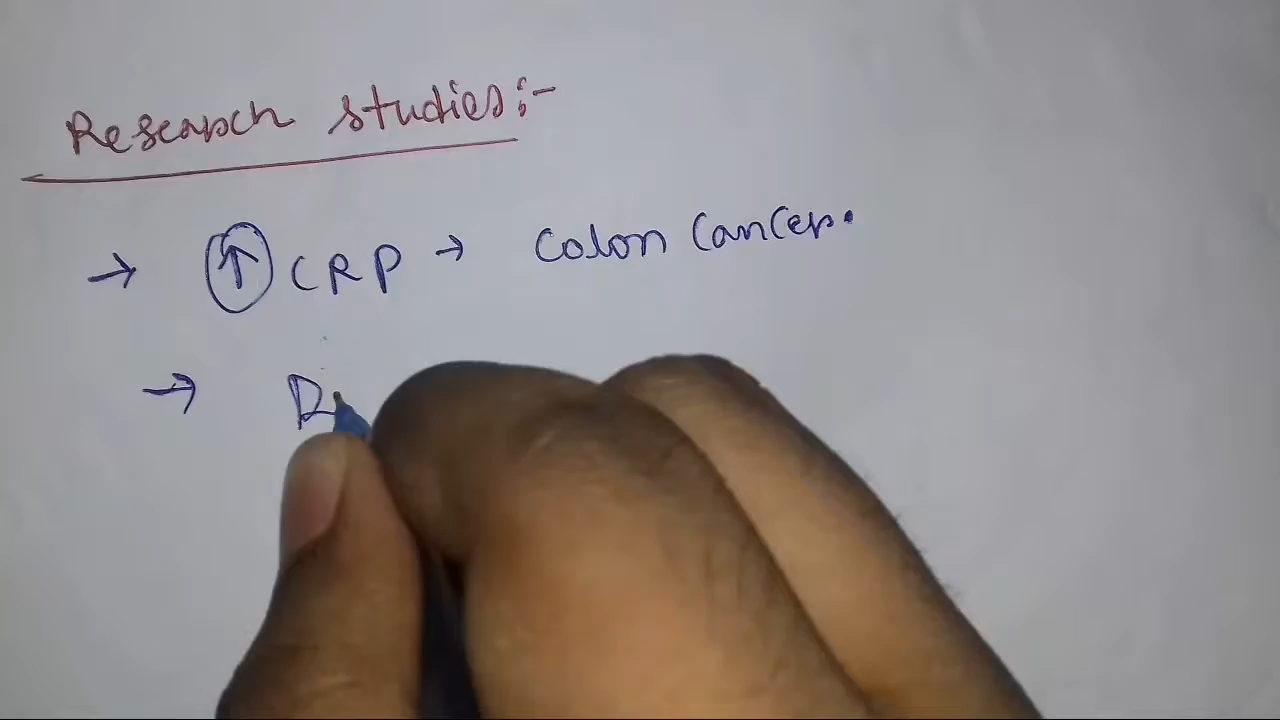 Research studies:-
→ ↑ CRP → Colon Cancer.
→ R